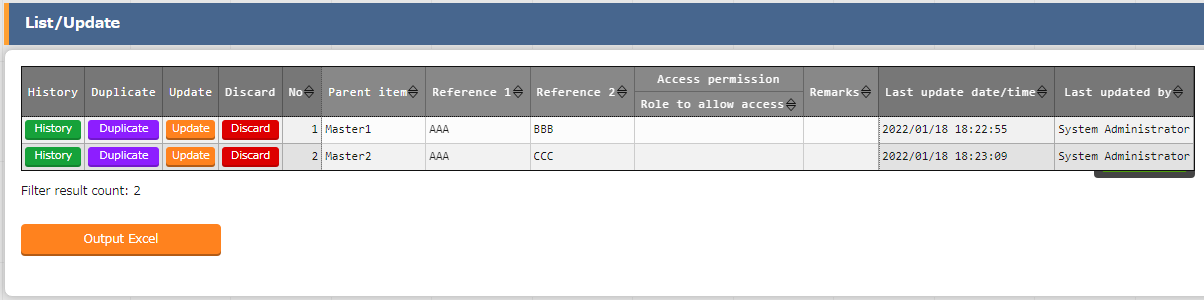 List/Update
Access permission
History Duplicate Update Discard No Parent item Reference 1 Reference 2 Role to allow access Remarks Last update date/time Last updated by
History Duplicate Update Discard 1 Master1 AAA BBB 2022/01/18 18:22:55 System Administrator
History Duplicate Update Discard 2 Master2 AAA CCC 2022/01/18 18:23:09 System Administrator
Filter result count: 2
Output Excel